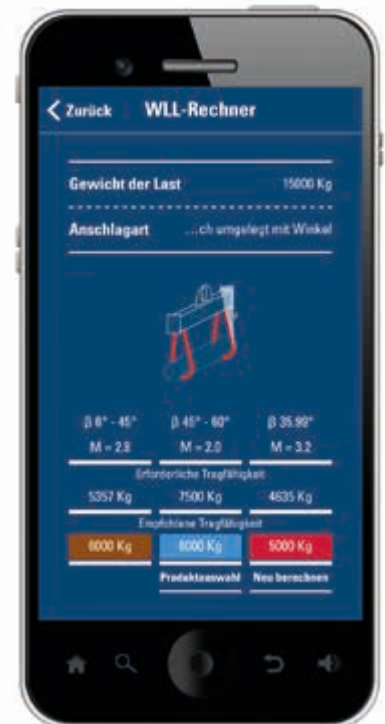 Zurück WLL-Rechner
Gewicht der Last 15000 Kg
Anschlagart ...ch umgelegt mit Winkel
β 6° - 45° β 45° - 60° β 35.99°
M = 2.8 M = 2.0 M = 3.2
Erforderliche Tragfähigkeit
5357 Kg 7500 Kg 4635 Kg
Empfohlene Tragfähigkeit
6000 Kg 8000 Kg 5000 Kg
Produktauswahl Neu berechnen